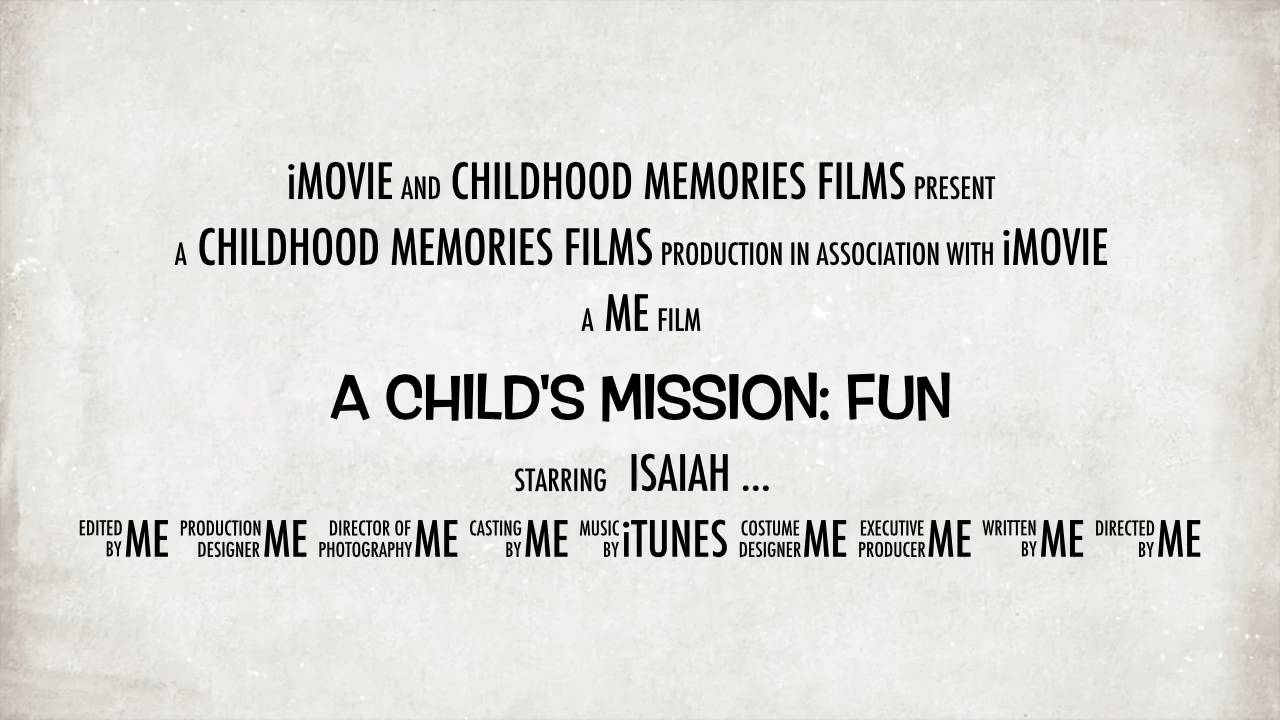 iMOVIE AND CHILDHOOD MEMORIES FILMS PRESENT
A CHILDHOOD MEMORIES FILMS PRODUCTION IN ASSOCIATION WITH iMOVIE
A ME FILM
A CHILD'S MISSION: FUN
STARRING ISAIAH ...
EDITED BY ME PRODUCTION DESIGNER ME DIRECTOR OF PHOTOGRAPHY ME CASTING BY ME MUSIC BY iTUNES COSTUME DESIGNER ME EXECUTIVE PRODUCER ME WRITTEN BY ME DIRECTED BY ME